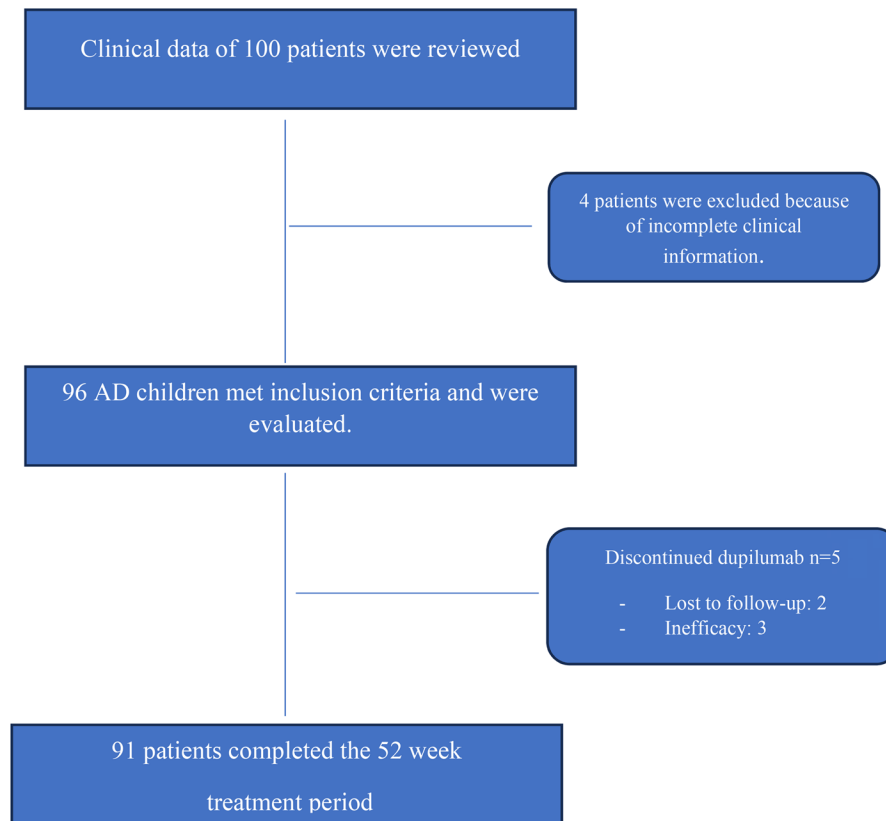 Clinical data of 100 patients were reviewed
4 patients were excluded because
of incomplete clinical
information.
96 AD children met inclusion criteria and were
evaluated.
Discontinued dupilumab n=5
- Lost to follow-up: 2
- Inefficacy: 3
91 patients completed the 52 week
treatment period